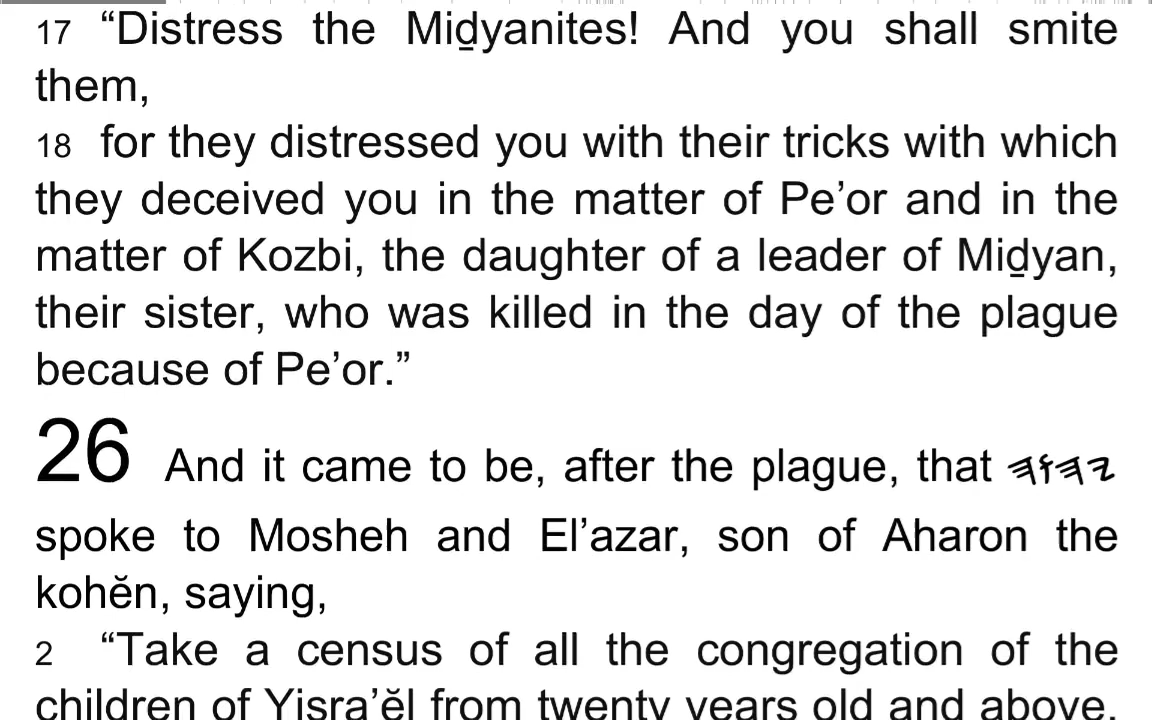 17 “Distress the Miḏyanites! And you shall smite
them,
18 for they distressed you with their tricks with which
they deceived you in the matter of Pe’or and in the
matter of Kozbi, the daughter of a leader of Miḏyan,
their sister, who was killed in the day of the plague
because of Pe’or.”
26 And it came to be, after the plague, that 𐤉𐤄𐤅𐤄
spoke to Mosheh and El’azar, son of Aharon the
kohĕn, saying,
2 “Take a census of all the congregation of the
children of Yisra’ĕl from twenty years old and above,